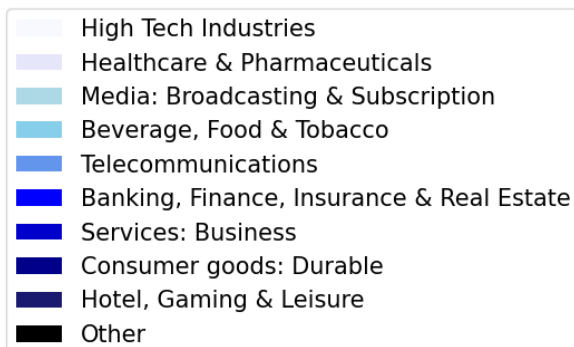 High Tech Industries
Healthcare & Pharmaceuticals
Media: Broadcasting & Subscription
Beverage, Food & Tobacco
Telecommunications
Banking, Finance, Insurance & Real Estate
Services: Business
Consumer goods: Durable
Hotel, Gaming & Leisure
Other